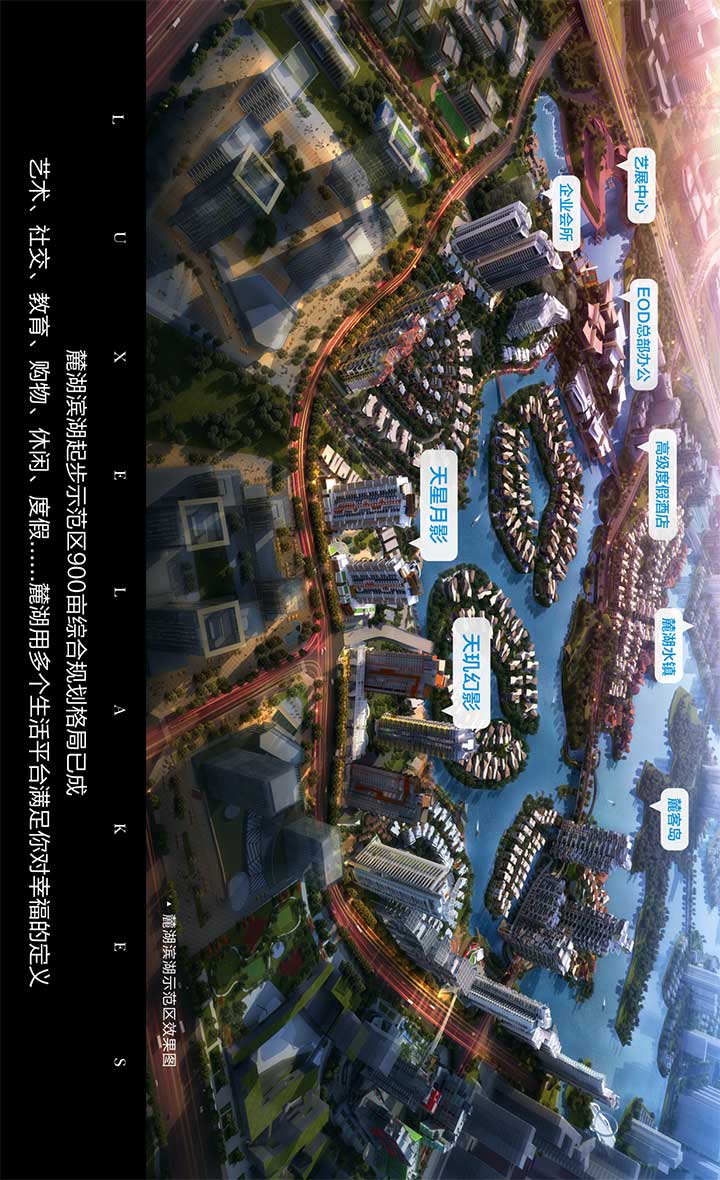 艺展中心
企业会所
EOD总部办公
高级度假酒店
天星月影
麓湖水镇
天玑幻影
麓客岛
▲ 麓湖滨湖示范区效果图
LUXELAKES
麓湖滨湖起步示范区900亩综合规划格局已成
艺术、社交、教育、购物、休闲、度假……麓湖用多个生活平台满足你对幸福的定义